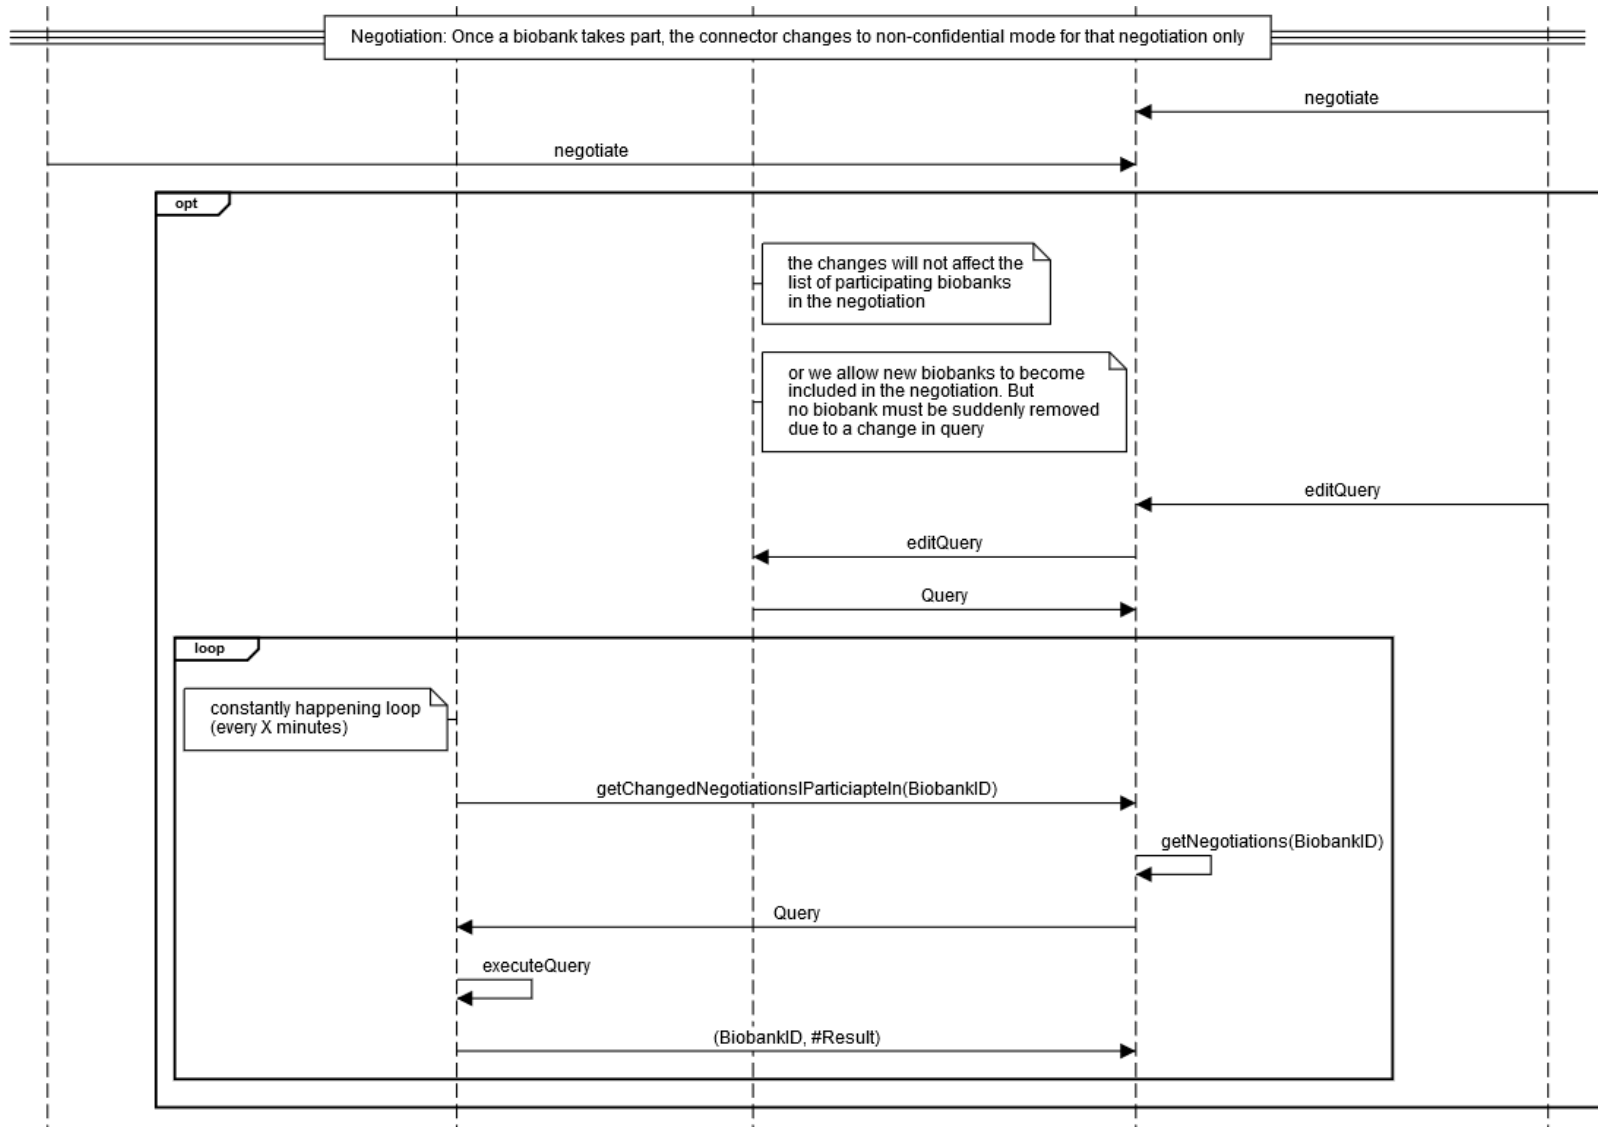 Negotiation: Once a biobank takes part, the connector changes to non-confidential mode for that negotiation only
negotiate
negotiate
opt
the changes will not affect the
list of participating biobanks
in the negotiation
or we allow new biobanks to become
included in the negotiation. But
no biobank must be suddenly removed
due to a change in query
editQuery
editQuery
Query
loop
constantly happening loop
(every X minutes)
getChangedNegotiationsIParticiapteIn(BiobankID)
getNegotiations(BiobankID)
Query
executeQuery
(BiobankID, #Result)